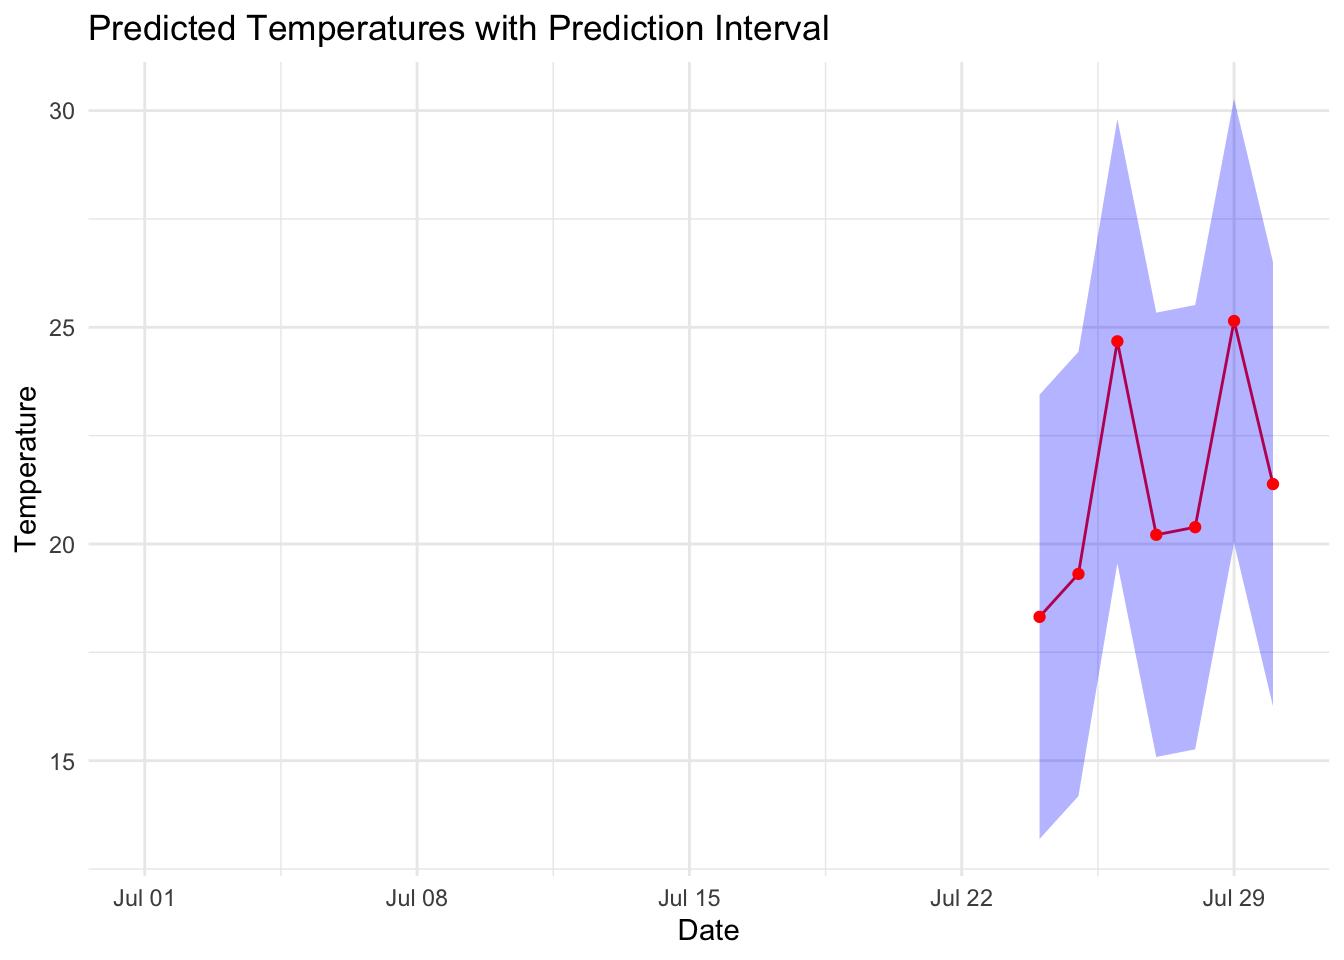 Predicted Temperatures with Prediction Interval
30
25
20
15
Temperature
Jul 01
Jul 08
Jul 15
Jul 22
Jul 29
Date